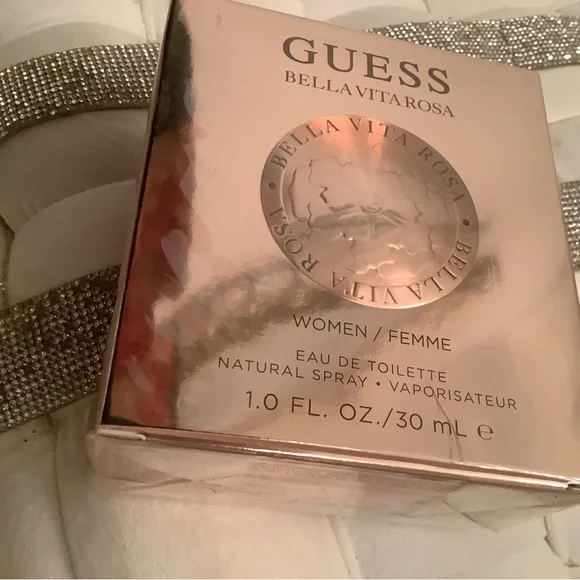 GUESS
BELLA VITA ROSA
• BELLA VITA ROSA • BELLA VITA ROSA
WOMEN / FEMME
EAU DE TOILETTE
NATURAL SPRAY • VAPORISATEUR
1.0 FL. OZ./30 mL ℮